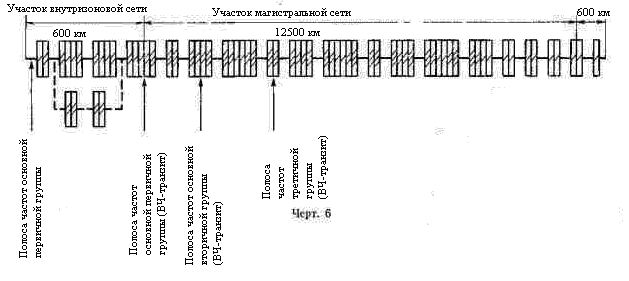 Участок внутризоновой сети
Участок магистральной сети
600 км
600 км
12500 км
Полоса частот основной
первичной группы
Полоса частот
основной первичной
группы (ВЧ-транзит)
Полоса частот основной
вторичной группы
(ВЧ-транзит)
Полоса
частот
третичной
группы
(ВЧ-транзит)
Черт. 6